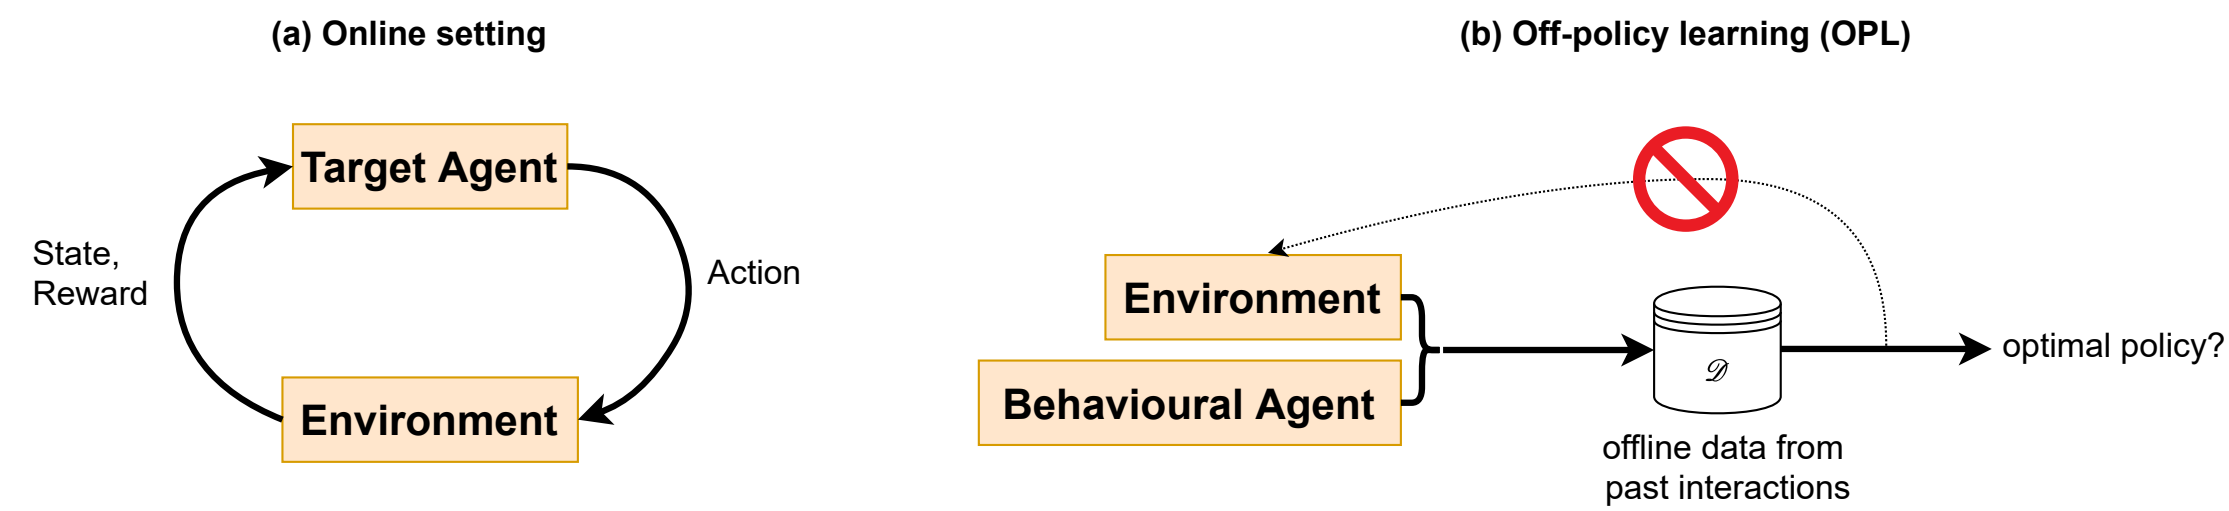 (a) Online setting
Target Agent
State,
Reward
Action
Environment
(b) Off-policy learning (OPL)
Environment
Behavioural Agent
𝒟
optimal policy?
offline data from
past interactions